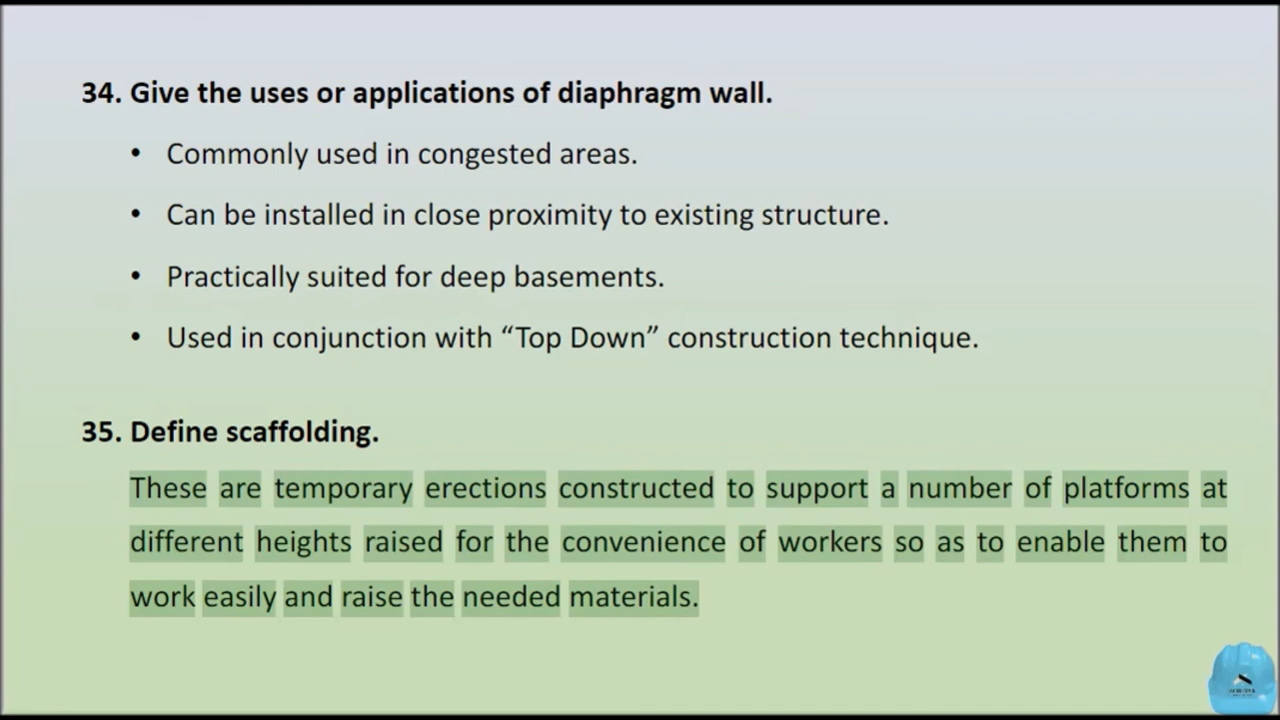 34. Give the uses or applications of diaphragm wall.
• Commonly used in congested areas.
• Can be installed in close proximity to existing structure.
• Practically suited for deep basements.
• Used in conjunction with “Top Down” construction technique.
35. Define scaffolding.
These are temporary erections constructed to support a number of platforms at
different heights raised for the convenience of workers so as to enable them to
work easily and raise the needed materials.